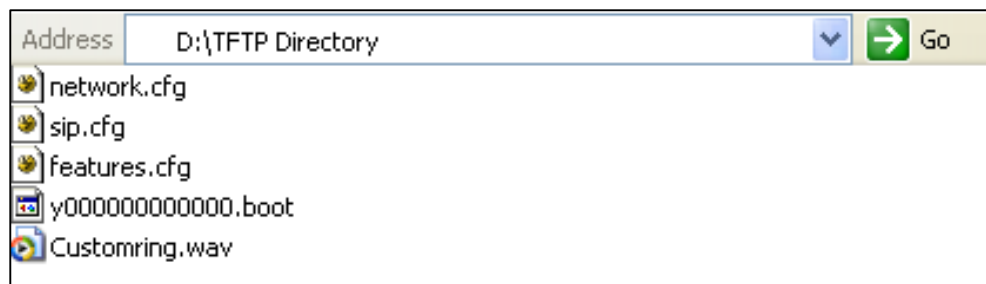 Address D:\TFTP Directory Go
network.cfg
sip.cfg
features.cfg
y000000000000.boot
Customring.wav